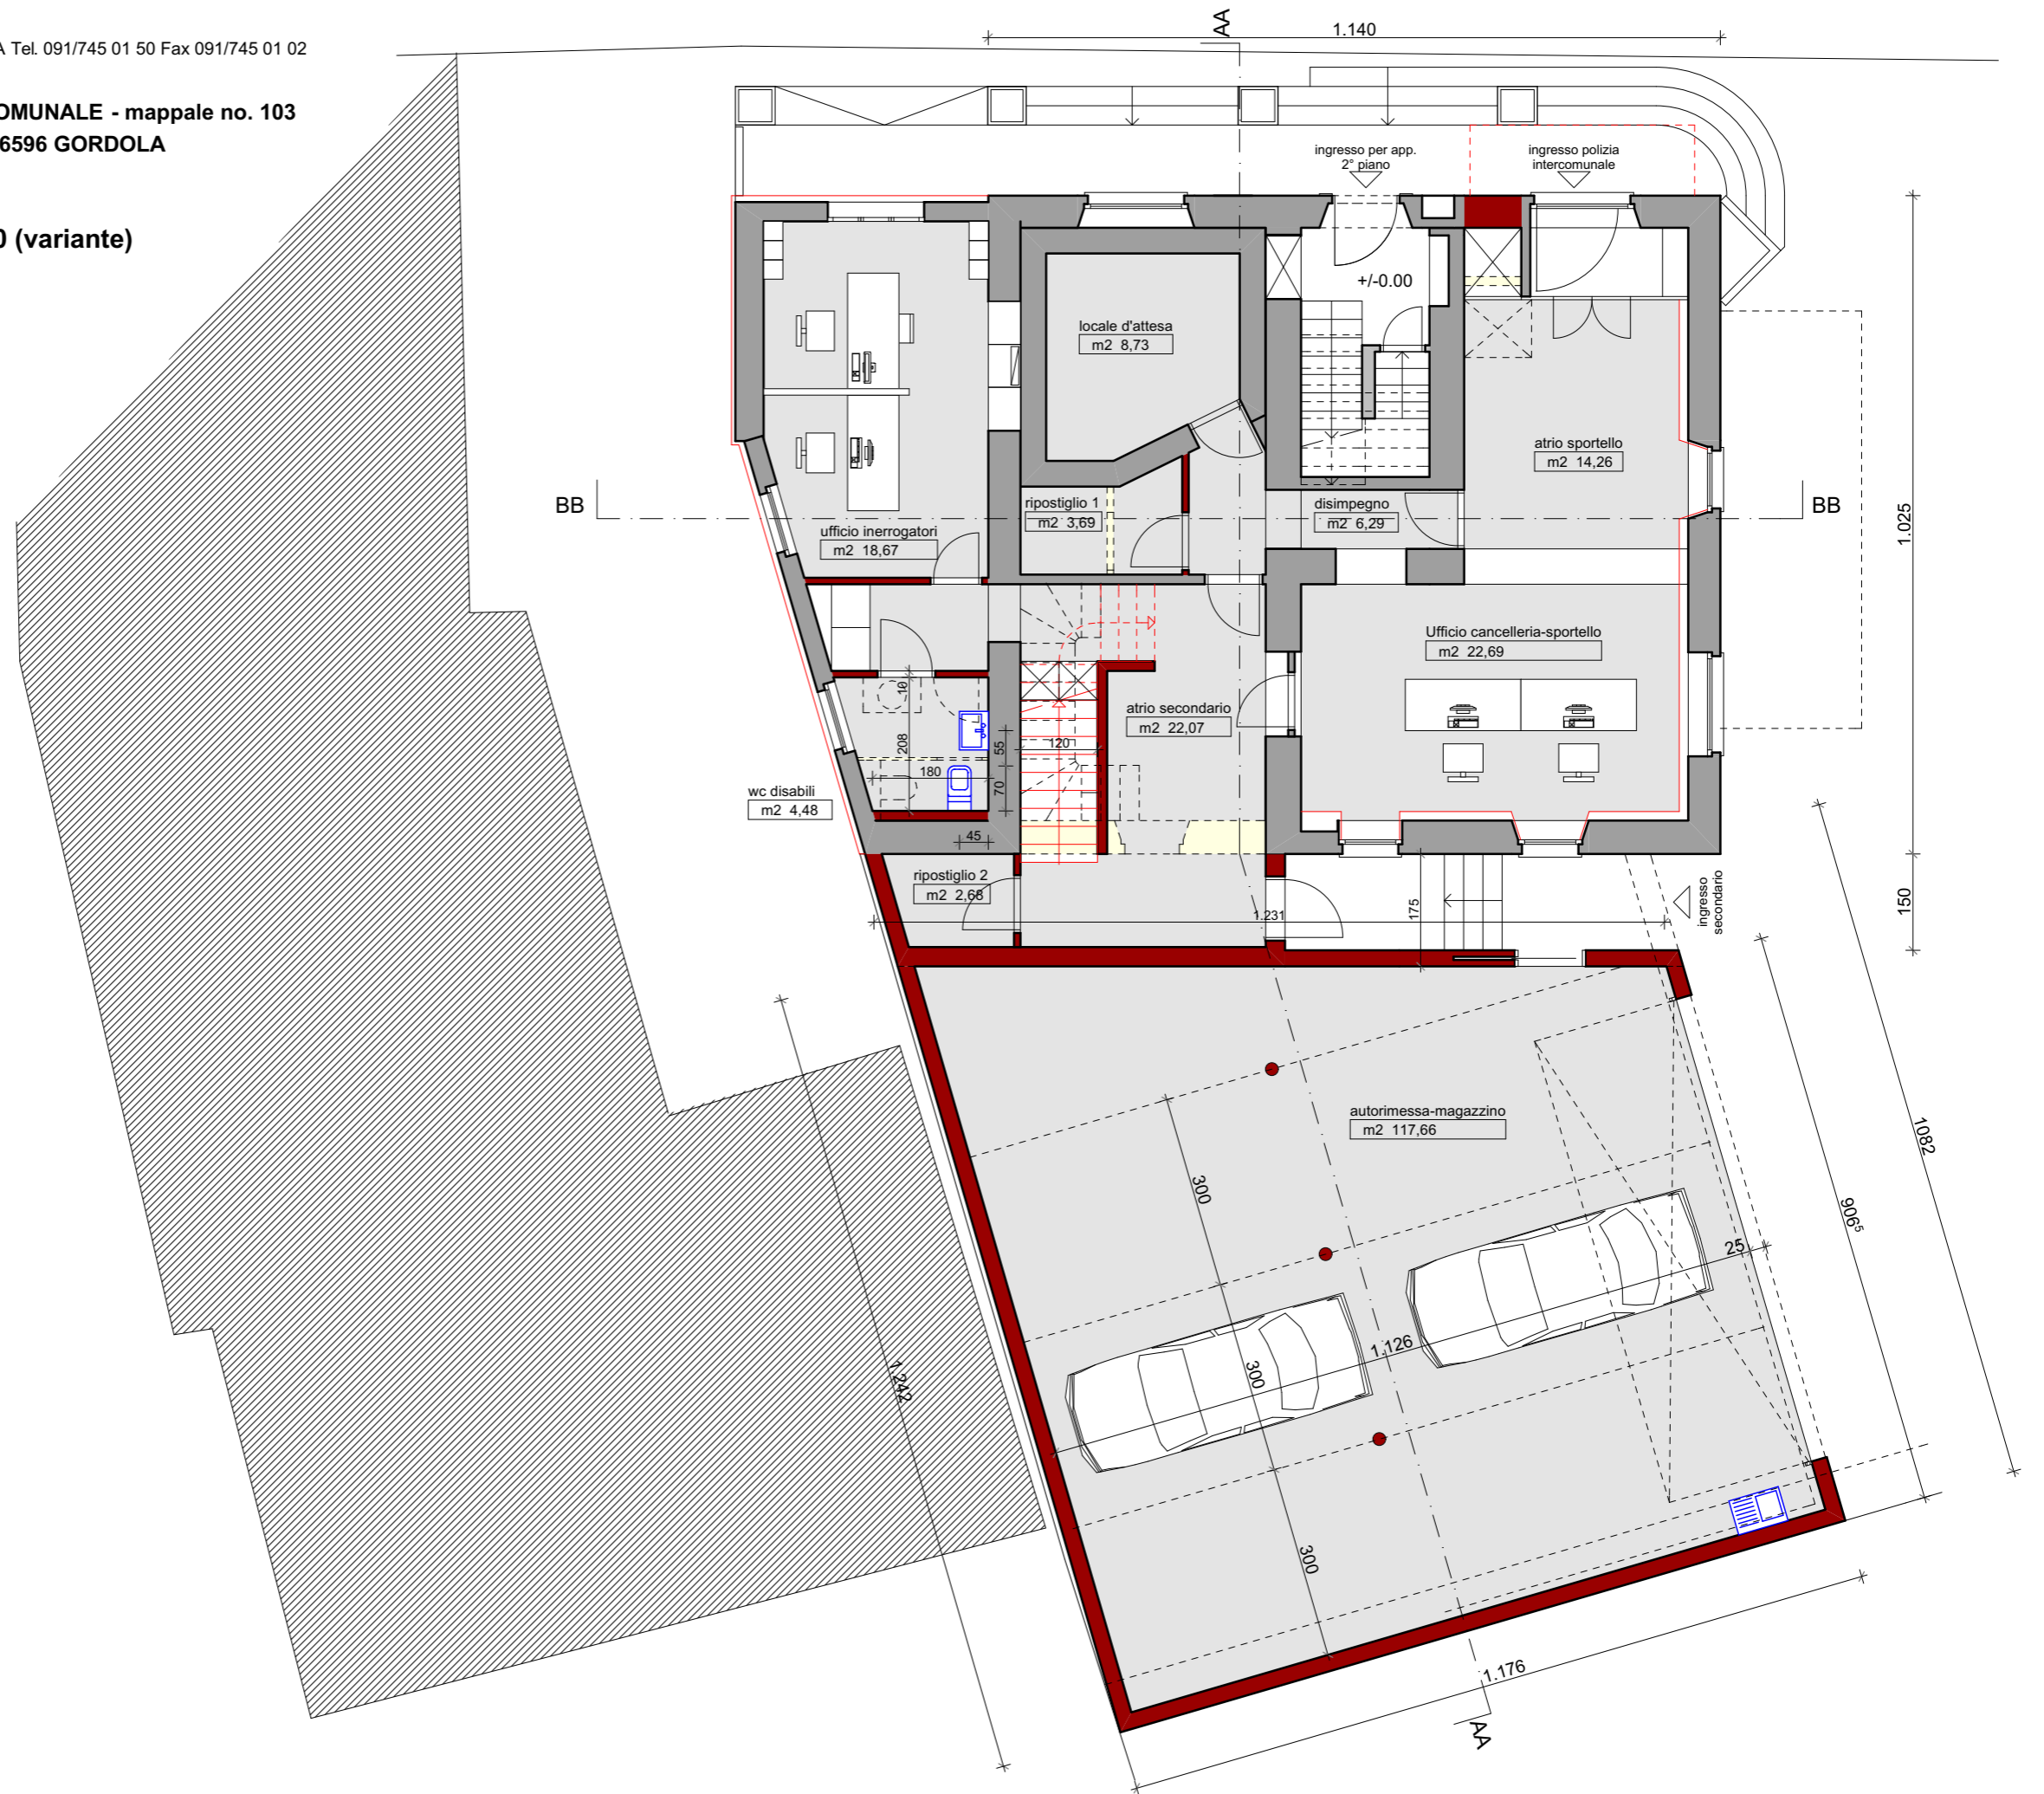 A Tel. 091/745 01 50 Fax 091/745 01 02
OMUNALE - mappale no. 103
6596 GORDOLA
0 (variante)
AA
1.140
ingresso per app.
2° piano
ingresso polizia
intercomunale
+/-0.00
locale d'attesa
m2 8,73
atrio sportello
m2 14,26
BB
BB
ripostiglio 1
m2 3,69
disimpegno
m2 6,29
ufficio inerrogatori
m2 18,67
1.025
Ufficio cancelleria-sportello
m2 22,69
atrio secondario
m2 22,07
10
208
180
55
70
120
45
wc disabili
m2 4,48
ripostiglio 2
m2 2,68
1.231
175
ingresso
secondario
150
autorimessa-magazzino
m2 117,66
300
300
300
1.126
25
906⁵
1082
1.242
1.176
AA